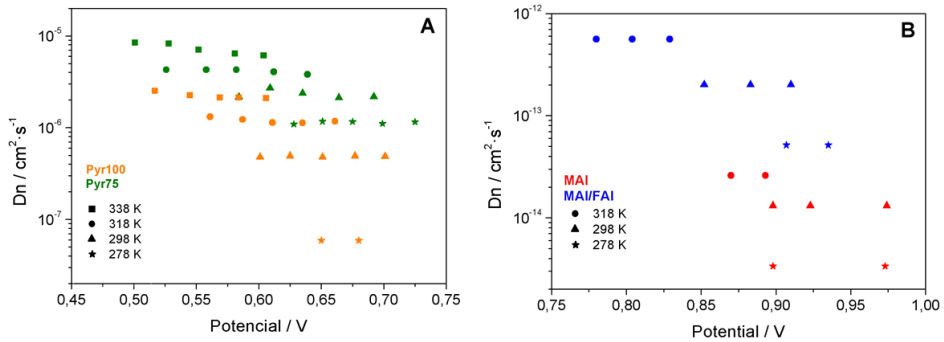 A
10⁻⁵
10⁻⁶
10⁻⁷
Dn / cm²·s⁻¹
Pyr100
Pyr75
338 K
318 K
298 K
278 K
0,45 0,50 0,55 0,60 0,65 0,70 0,75
Potencial / V
B
10⁻¹²
10⁻¹³
10⁻¹⁴
Dn / cm²·s⁻¹
MAI
MAI/FAI
318 K
298 K
278 K
0,75 0,80 0,85 0,90 0,95 1,00
Potential / V